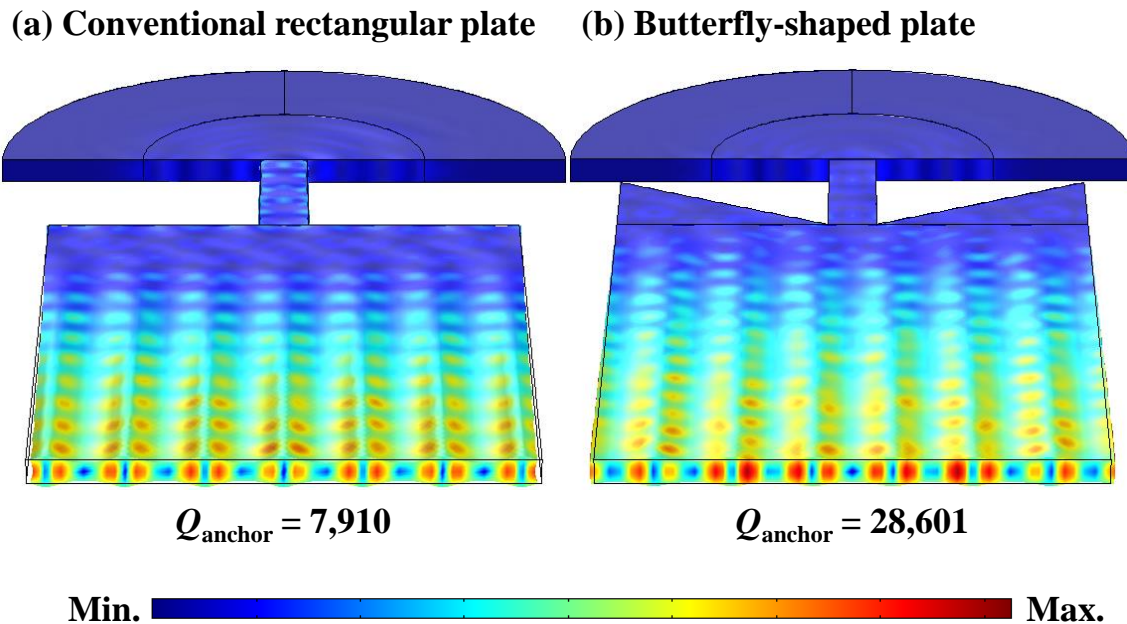 (a) Conventional rectangular plate (b) Butterfly-shaped plate
Qanchor = 7,910 Qanchor = 28,601
Min. Max.